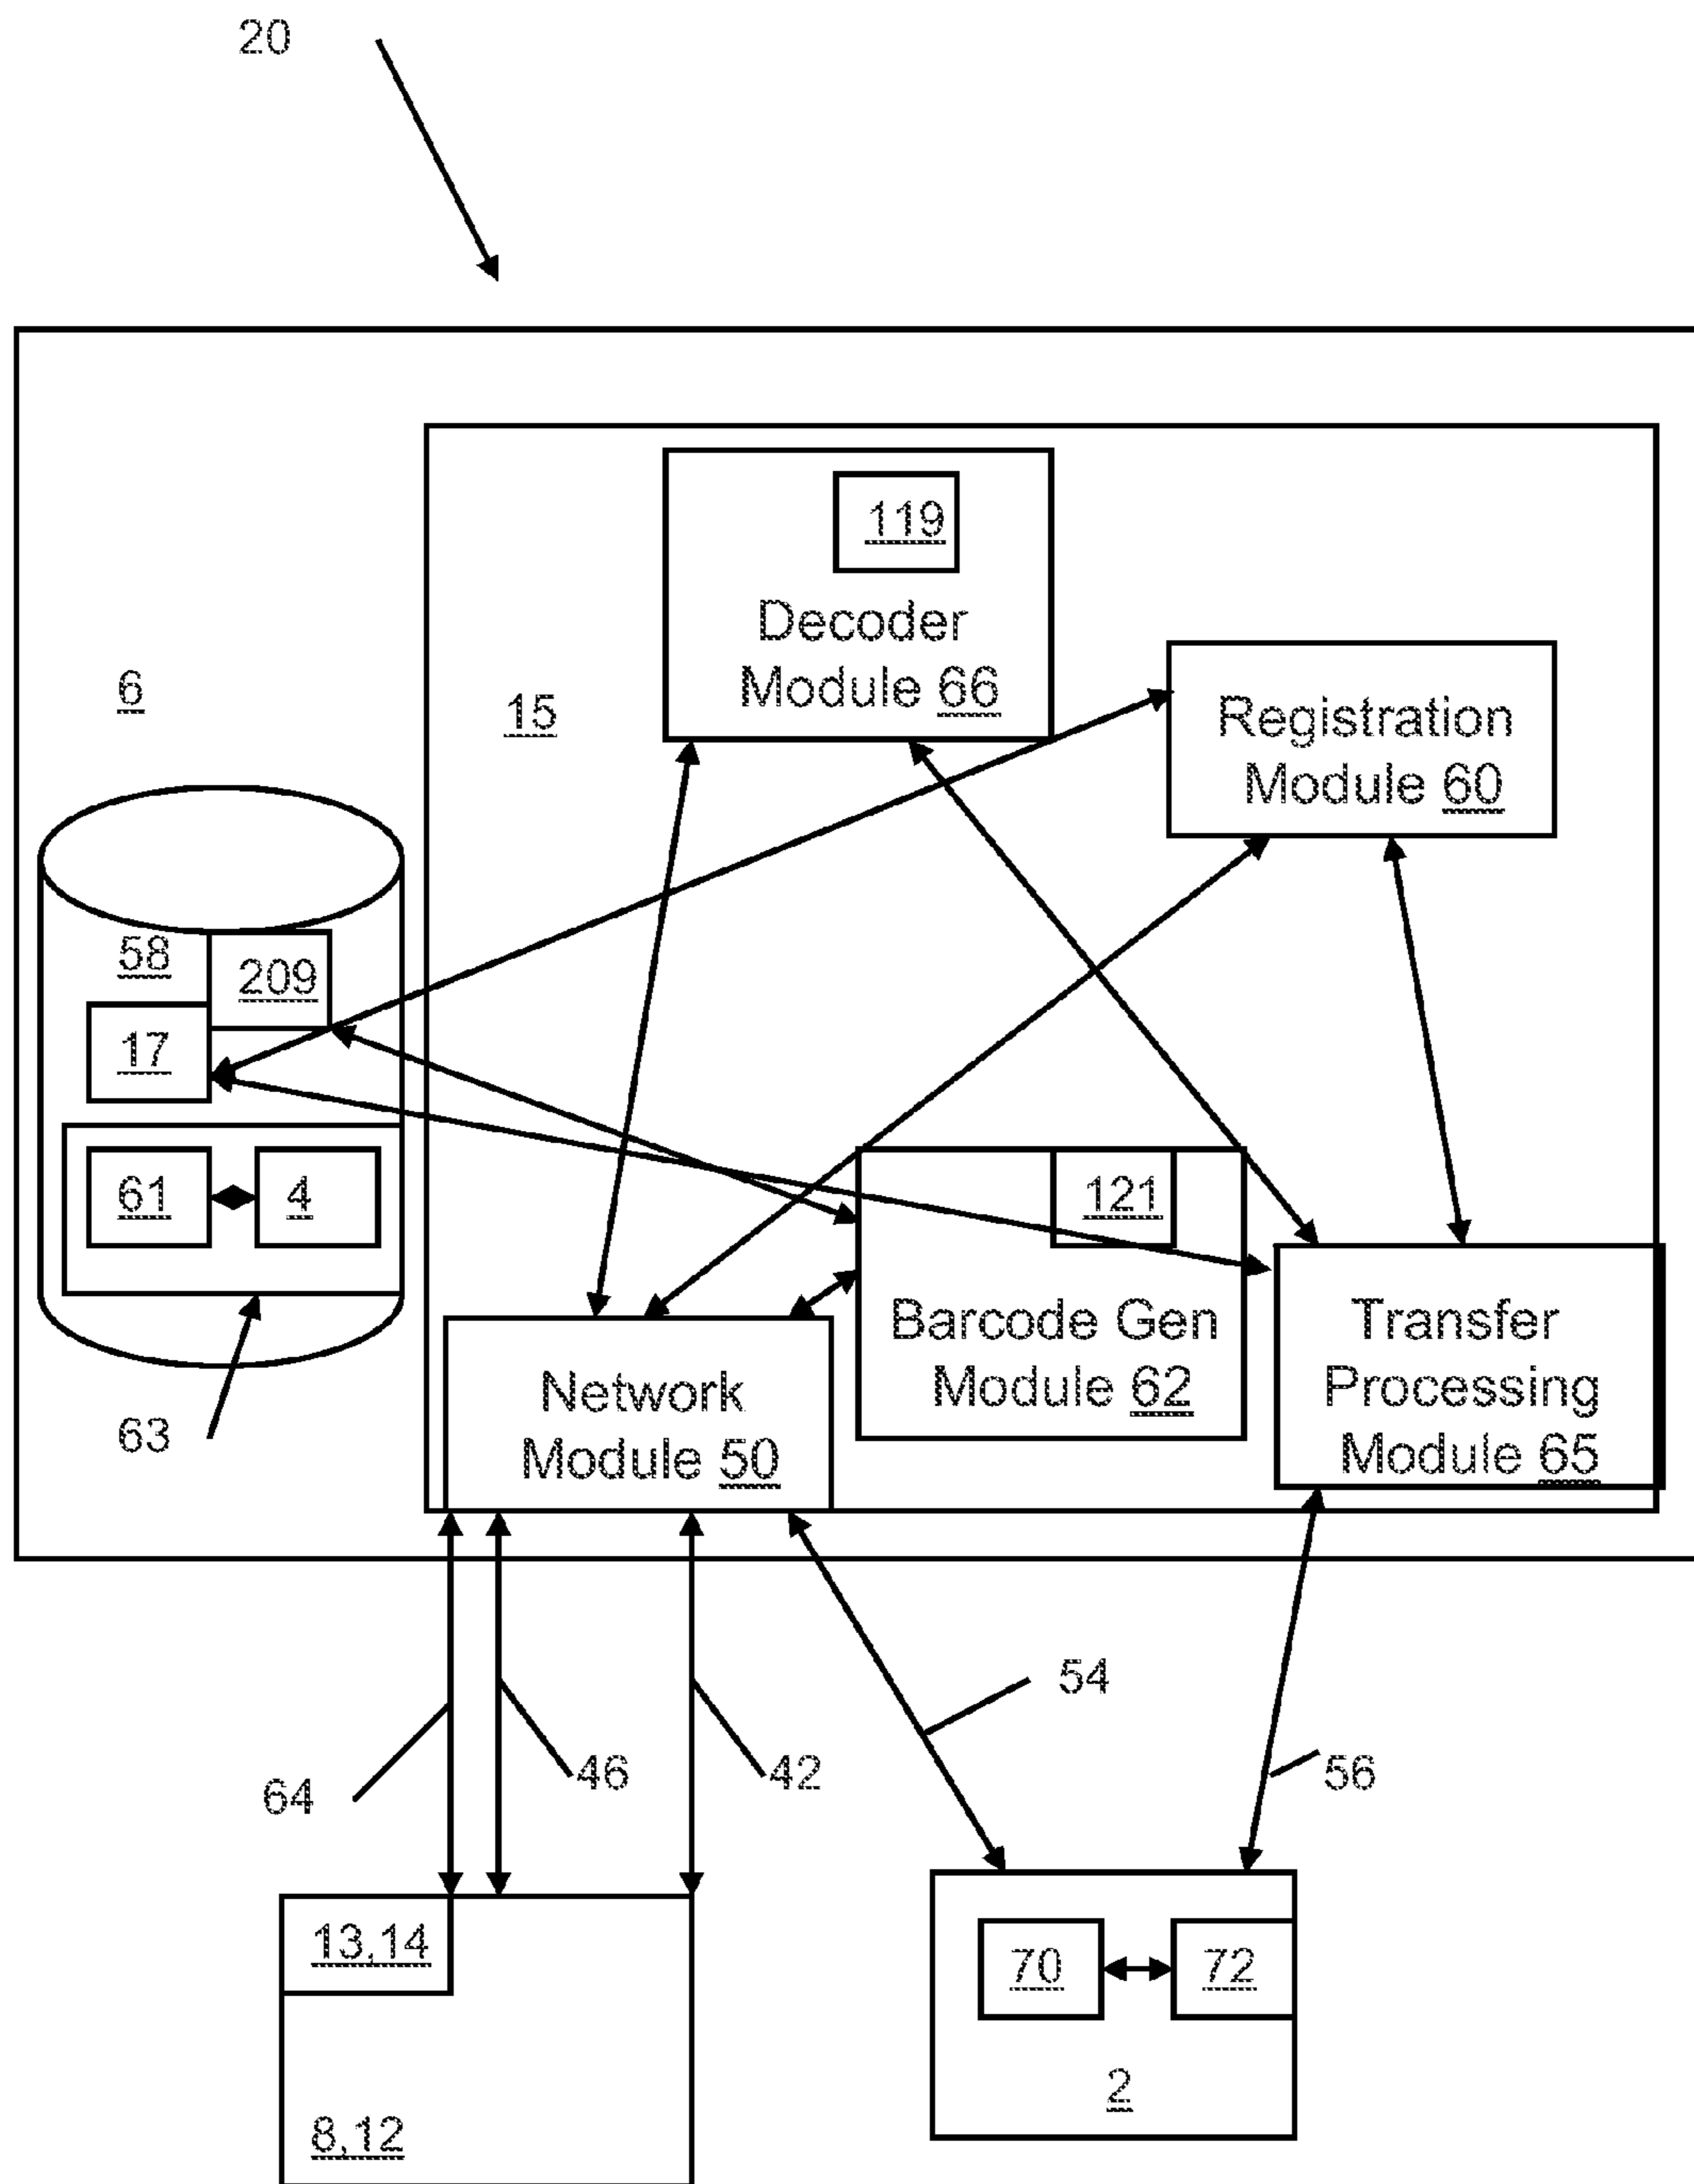 20
119
Decoder
Module 66
6
15
Registration
Module 60
58
209
17
61
4
121
Barcode Gen
Module 62
Transfer
Processing
Module 65
Network
Module 50
63
54
64
46
42
56
13,14
70
72
2
8,12